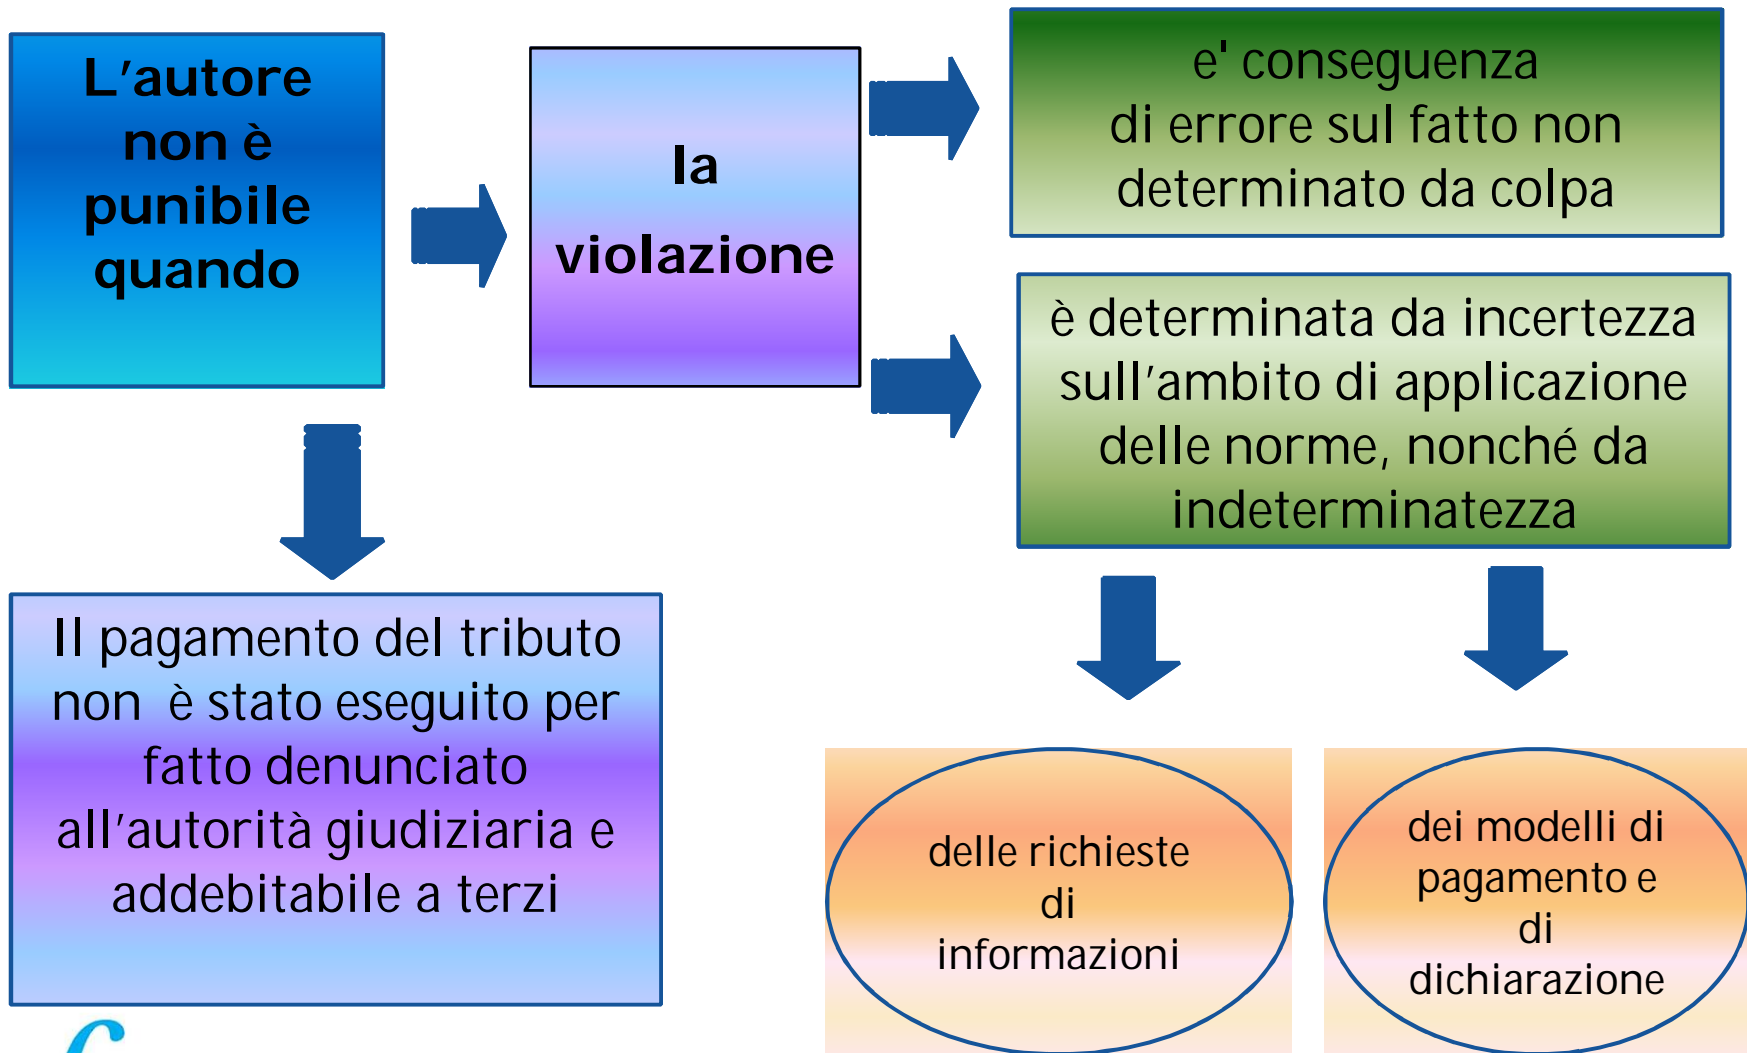 L'autore
non è
punibile
quando
la
violazione
e' conseguenza
di errore sul fatto non
determinato da colpa
è determinata da incertezza
sull'ambito di applicazione
delle norme, nonché da
indeterminatezza
Il pagamento del tributo
non è stato eseguito per
fatto denunciato
all'autorità giudiziaria e
addebitabile a terzi
delle richieste
di
informazioni
dei modelli di
pagamento e
di
dichiarazione